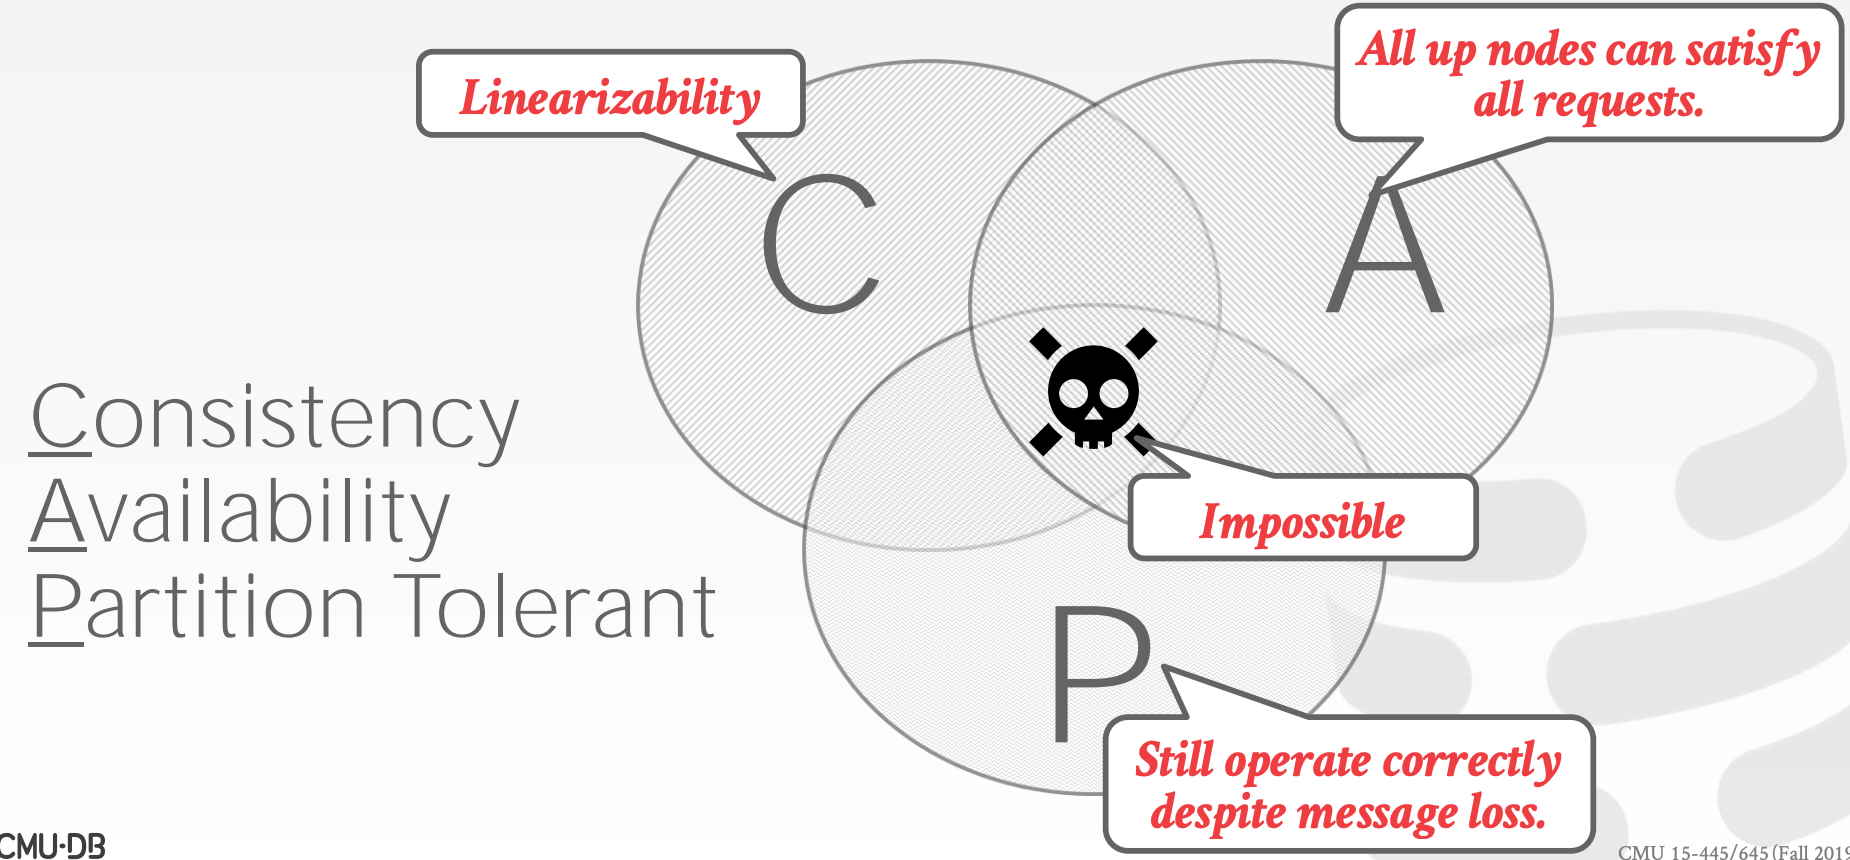 Linearizability
All up nodes can satisfy
all requests.
C
A
Consistency
Availability
Partition Tolerant
Impossible
P
Still operate correctly
despite message loss.
CMU·DB
CMU 15-445/645 (Fall 2019